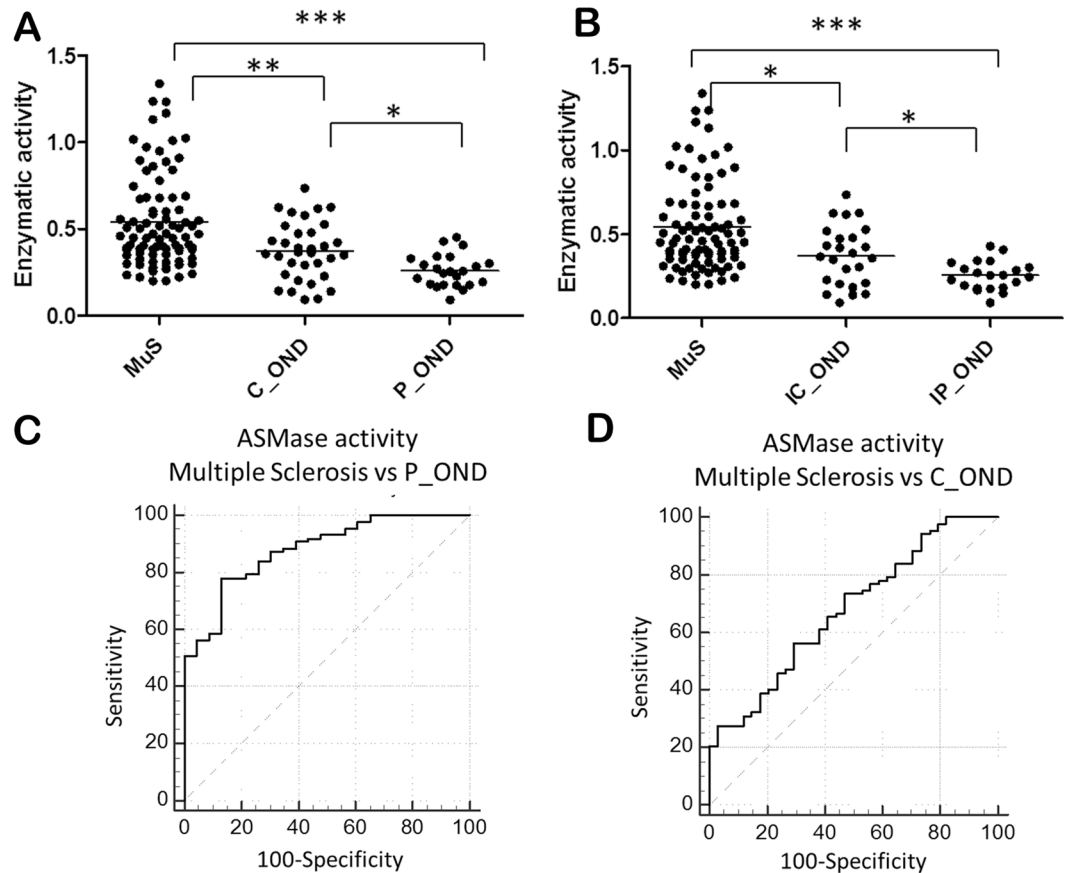 A
***
**
*
Enzymatic activity
1.5
1.0
0.5
0.0
MuS
C_OND
P_OND
B
***
*
*
Enzymatic activity
1.5
1.0
0.5
0.0
MuS
IC_OND
IP_OND
C
ASMase activity
Multiple Sclerosis vs P_OND
Sensitivity
100
80
60
40
20
0
0 20 40 60 80 100
100-Specificity
D
ASMase activity
Multiple Sclerosis vs C_OND
Sensitivity
100
80
60
40
20
0
0 20 40 60 80 100
100-Specificity